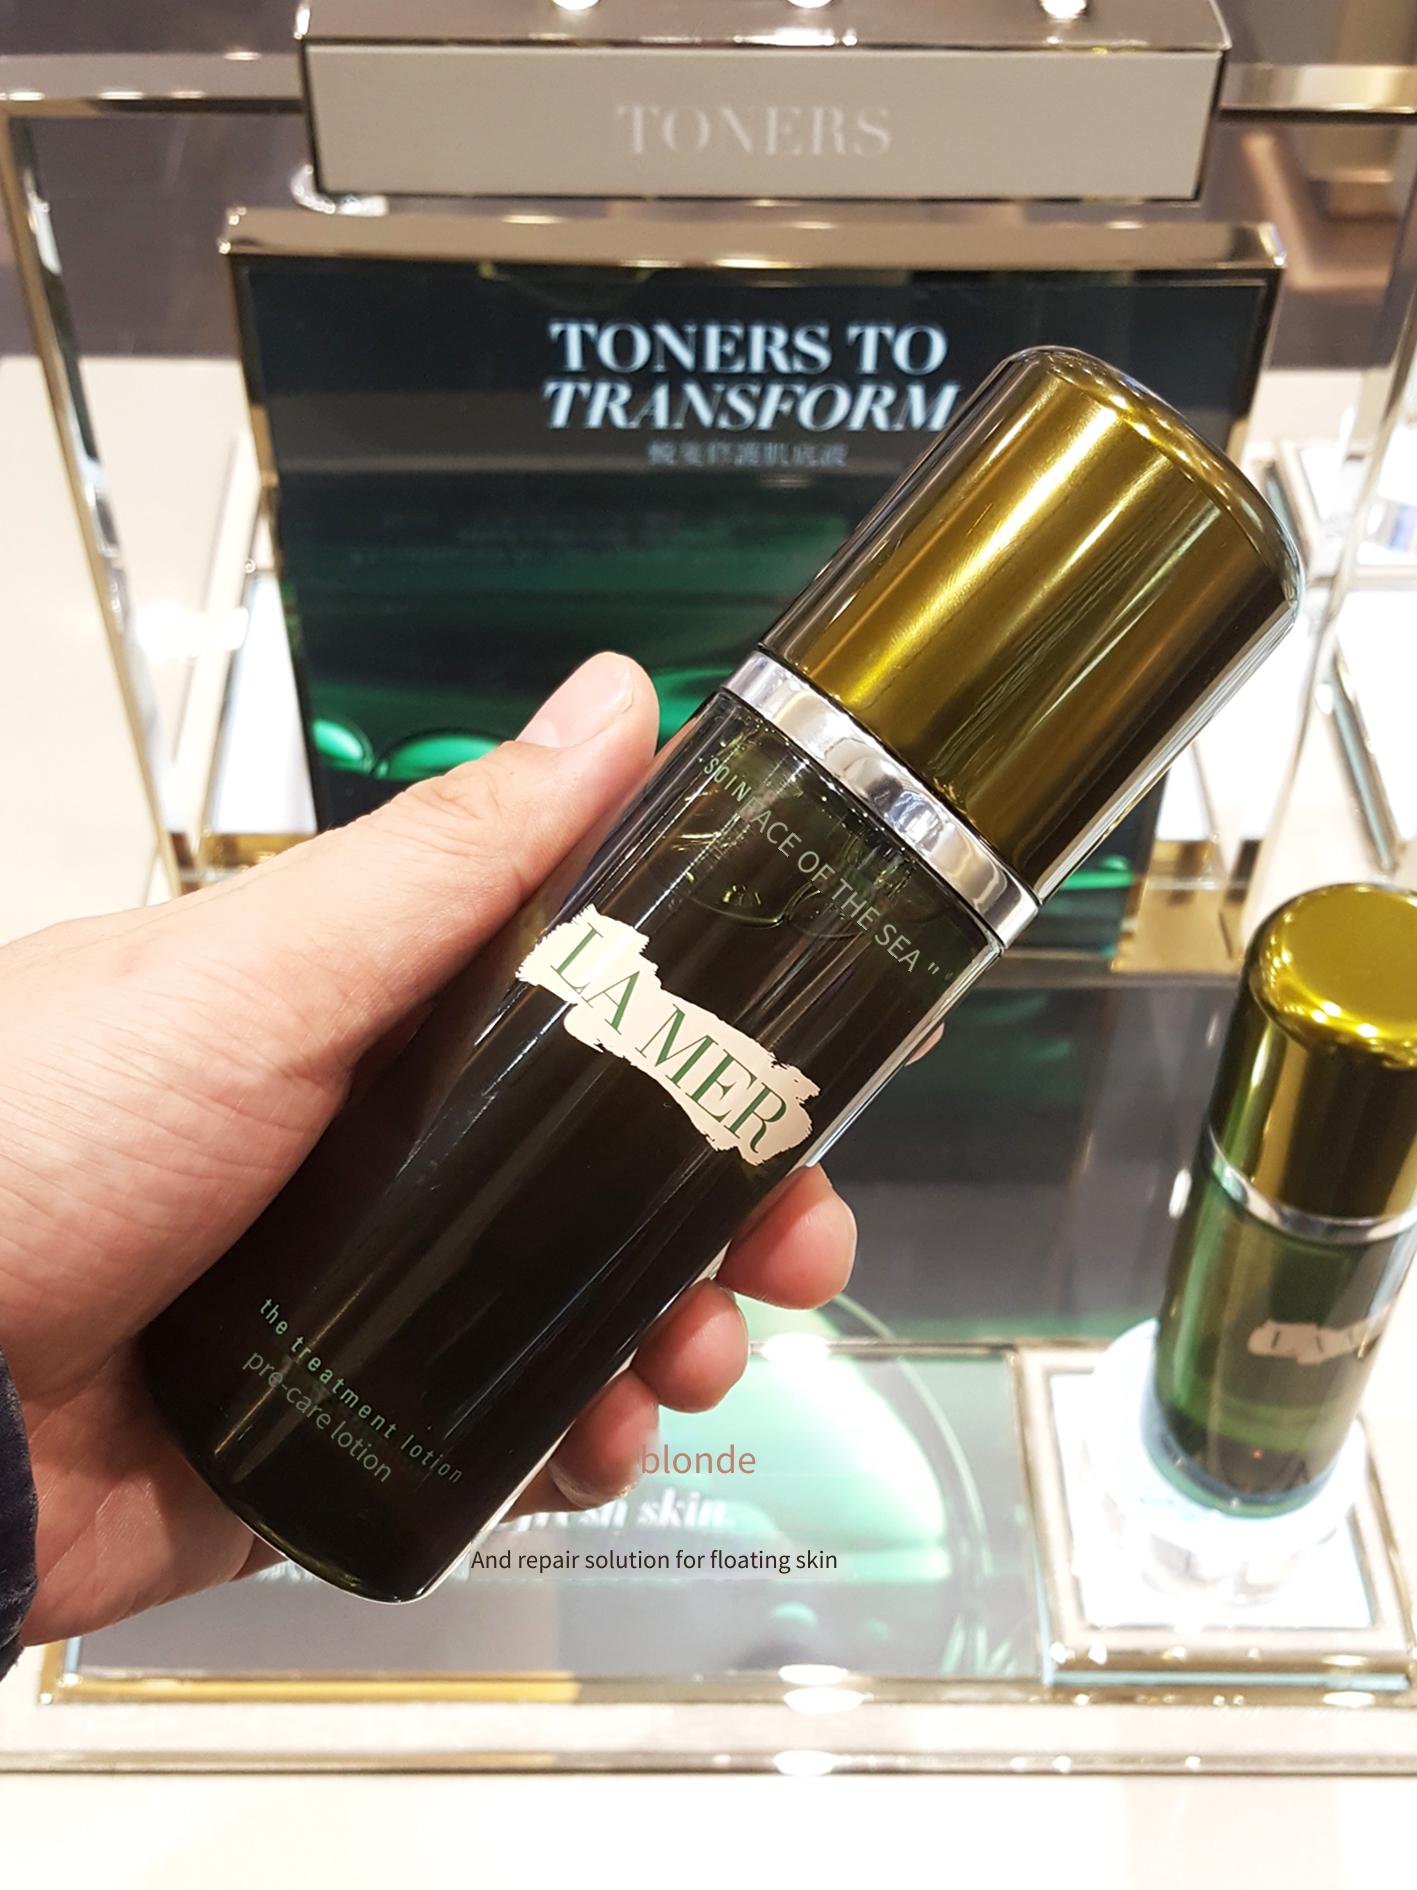 TONERS
TONERS TO
TRANSFORM
·SOIN FACE OF THE SEA "
LA MER
the treatment lotion
pre-care lotion
blonde
skin.
And repair solution for floating skin